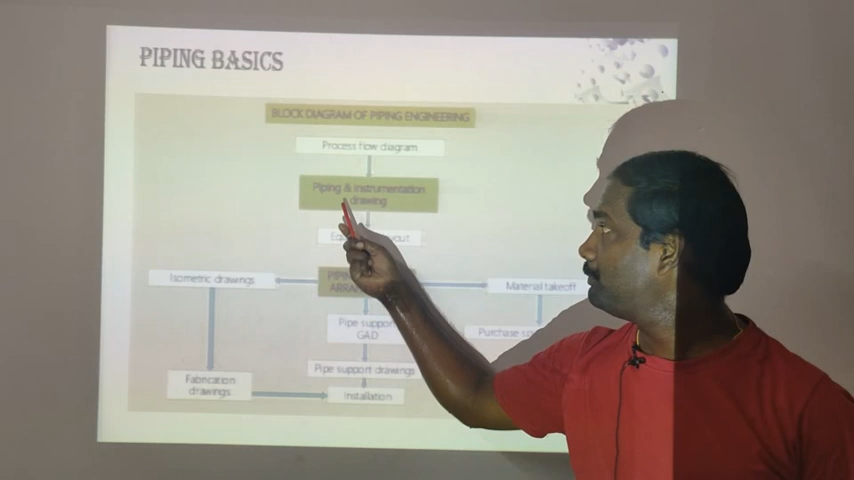 PIPING BASICS
BLOCK DIAGRAM OF PIPING ENGINEERING
Process flow diagram
Piping & instrumentation
drawing
Isometric drawings
Material takeoff
Pipe support
GAD
Purchase
Pipe support drawings
Fabrication
drawings
Installation